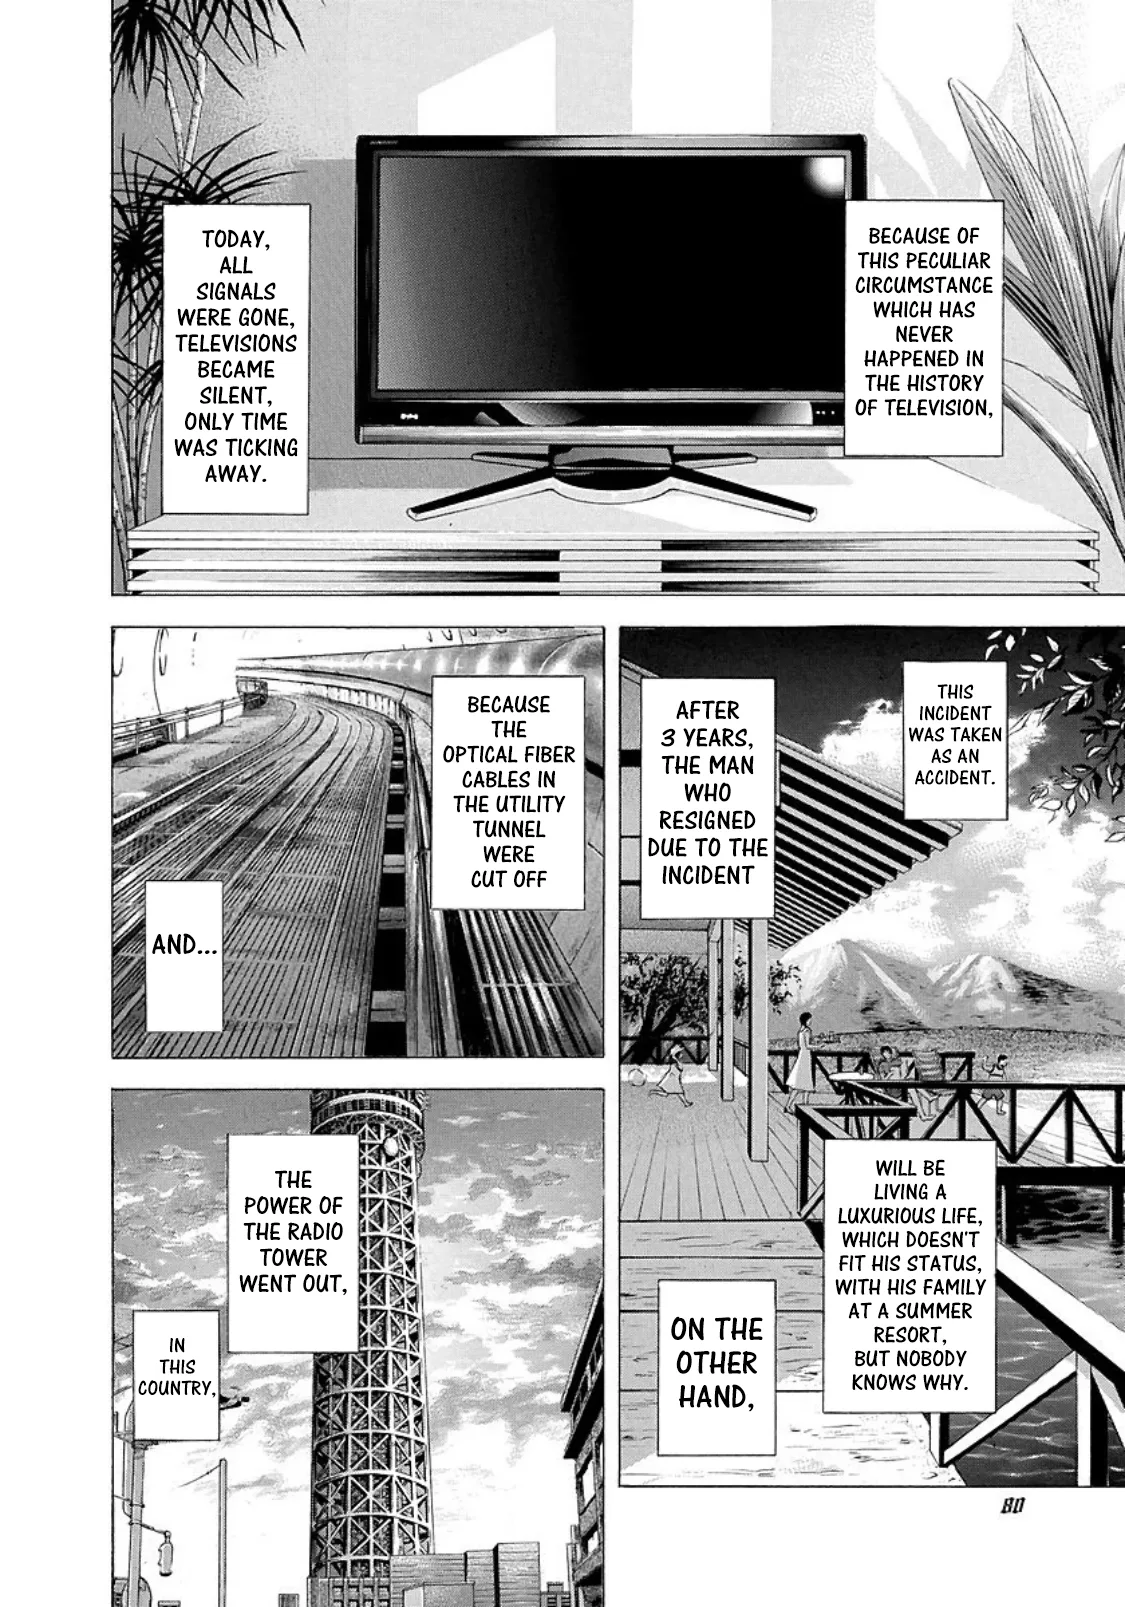 BECAUSE OF
THIS PECULIAR
CIRCUMSTANCE
WHICH HAS
NEVER
HAPPENED IN
THE HISTORY
OF TELEVISION,
TODAY,
ALL
SIGNALS
WERE GONE,
TELEVISIONS
BECAME
SILENT,
ONLY TIME
WAS TICKING
AWAY.
THIS
INCIDENT
WAS TAKEN
AS AN
ACCIDENT.
AFTER
3 YEARS,
THE MAN
WHO
RESIGNED
DUE TO THE
INCIDENT
WILL BE
LIVING A
LUXURIOUS LIFE,
WHICH DOESN'T
FIT HIS STATUS,
WITH HIS FAMILY
AT A SUMMER
RESORT,
BUT NOBODY
KNOWS WHY.
ON THE
OTHER
HAND,
BECAUSE
THE
OPTICAL FIBER
CABLES IN
THE UTILITY
TUNNEL
WERE
CUT OFF
AND...
THE
POWER OF
THE RADIO
TOWER
WENT OUT,
IN
THIS
COUNTRY,
80